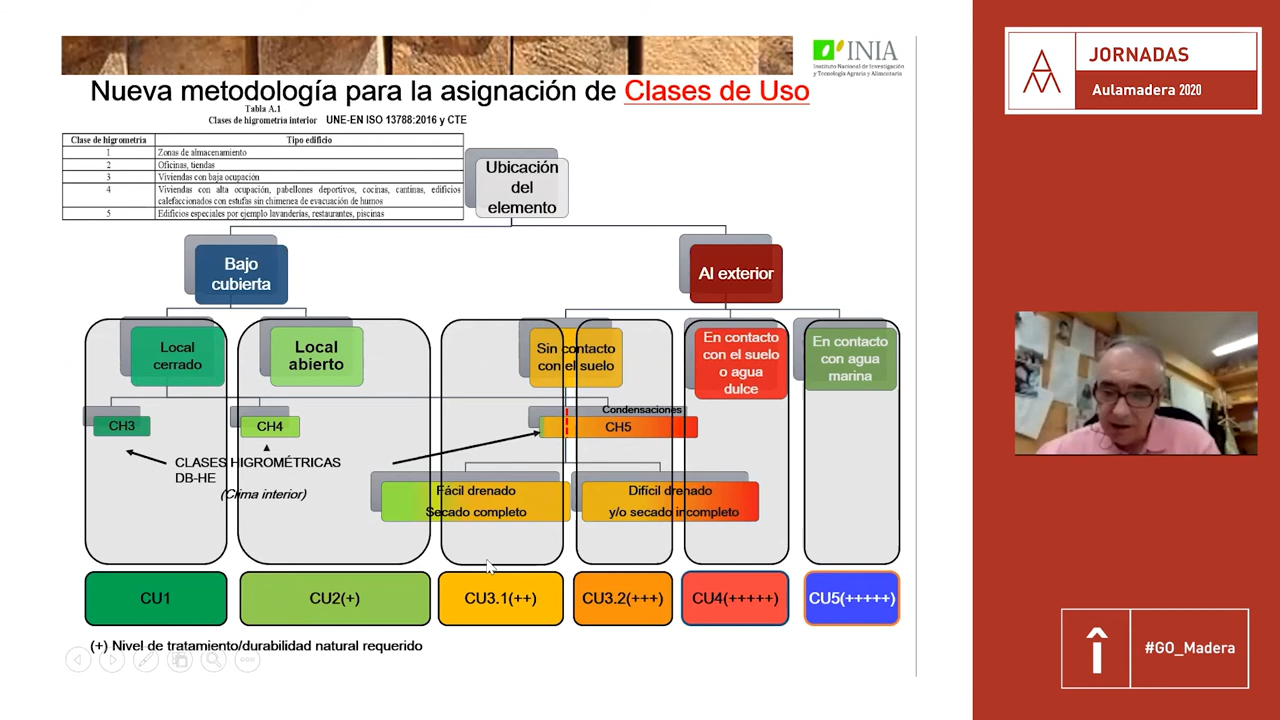 INIA
Instituto Nacional de Investigación
y Tecnología Agraria y Alimentaria
Nueva metodología para la asignación de Clases de Uso
Tabla A.1
Clases de higrometría interior UNE-EN ISO 13788:2016 y CTE
Clase de higrometría Tipo edificio
1 Zonas de almacenamiento
2 Oficinas, tiendas
3 Viviendas con baja ocupación
4 Viviendas con alta ocupación, pabellones deportivos, cocinas, cantinas, edificios
calefaccionados con estufas sin chimenea de evacuación de humos
5 Edificios especiales por ejemplo lavanderías, restaurantes, piscinas
Ubicación
del
elemento
Bajo
cubierta
Al exterior
Local
cerrado
Local
abierto
Sin contacto
con el suelo
En contacto
con el suelo
o agua
dulce
En contacto
con agua
marina
Condensaciones
CH3
CH4
CH5
CLASES HIGROMÉTRICAS
DB-HE
(Clima interior)
Fácil drenado
Secado completo
Difícil drenado
y/o secado incompleto
CU1
CU2(+)
CU3.1(++)
CU3.2(+++)
CU4(+++++)
CU5(+++++)
(+) Nivel de tratamiento/durabilidad natural requerido
JORNADAS
Aulamadera 2020
#GO_Madera